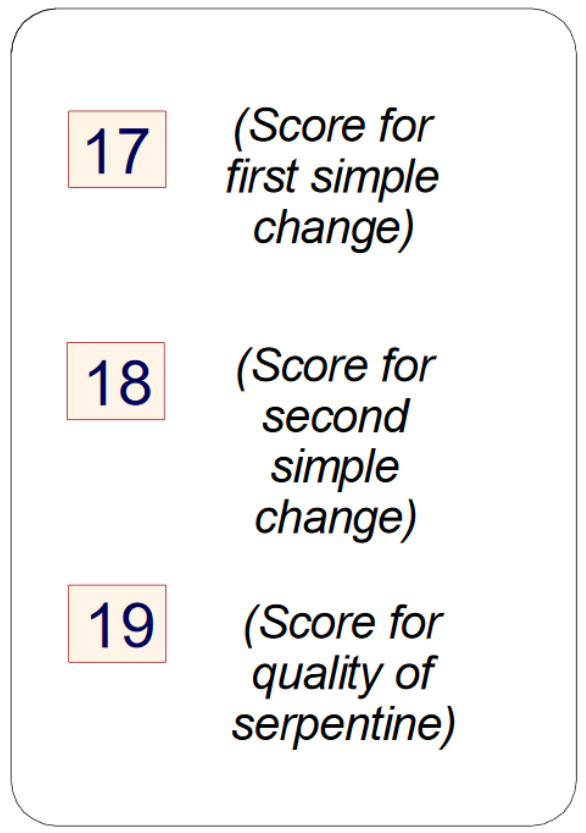 17
(Score for
first simple
change)
18
(Score for
second
simple
change)
19
(Score for
quality of
serpentine)